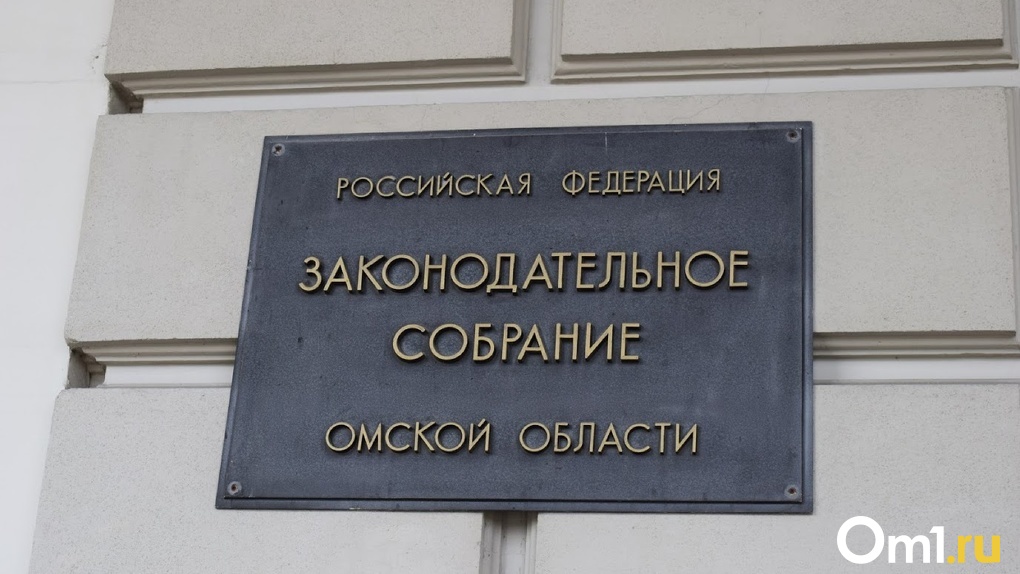 РОССИЙСКАЯ ФЕДЕРАЦИЯ
ЗАКОНОДАТЕЛЬНОЕ
СОБРАНИЕ
ОМСКОЙ ОБЛАСТИ
Om1.ru